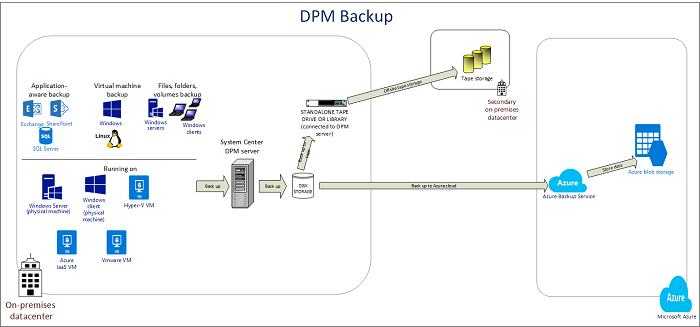 DPM Backup
Application-
aware backup
Exchange
SharePoint
SQL
SQL Server
Virtual machine
backup
Windows
Linux
Files, folders,
volumes backup
Windows
servers
Windows
clients
Running on
Windows Server
(physical machine)
Windows
client
(physical
machine)
Hyper-V VM
Azure
IaaS VM
Vmware VM
On-premises
datacenter
Back up
System Center
DPM server
Back up
DISK
STORAGE
Back up to
STANDALONE TAPE
DRIVE OR LIBRARY
(connected to DPM
server)
Offsite tape storage
Tape storage
Secondary
on-premises
datacenter
Back up to Azure cloud
Azure
Azure Backup Service
Store data
Azure blob storage
Azure
Microsoft Azure